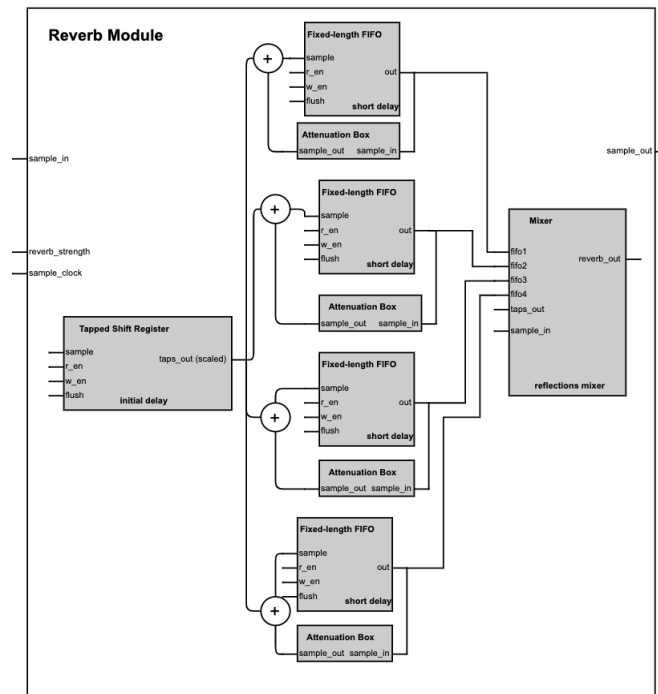 Reverb Module
sample_in
reverb_strength
sample_clock
sample_out
Tapped Shift Register
sample
r_en
w_en
flush
taps_out (scaled)
initial delay
+
Fixed-length FIFO
sample
r_en
w_en
flush
out
short delay
Attenuation Box
sample_out sample_in
+
Fixed-length FIFO
sample
r_en
w_en
flush
out
short delay
Attenuation Box
sample_out sample_in
+
Fixed-length FIFO
sample
r_en
w_en
flush
out
short delay
Attenuation Box
sample_out sample_in
+
Fixed-length FIFO
sample
r_en
w_en
flush
out
short delay
Attenuation Box
sample_out sample_in
Mixer
fifo1
fifo2
fifo3
fifo4
taps_out
sample_in
reverb_out
reflections mixer